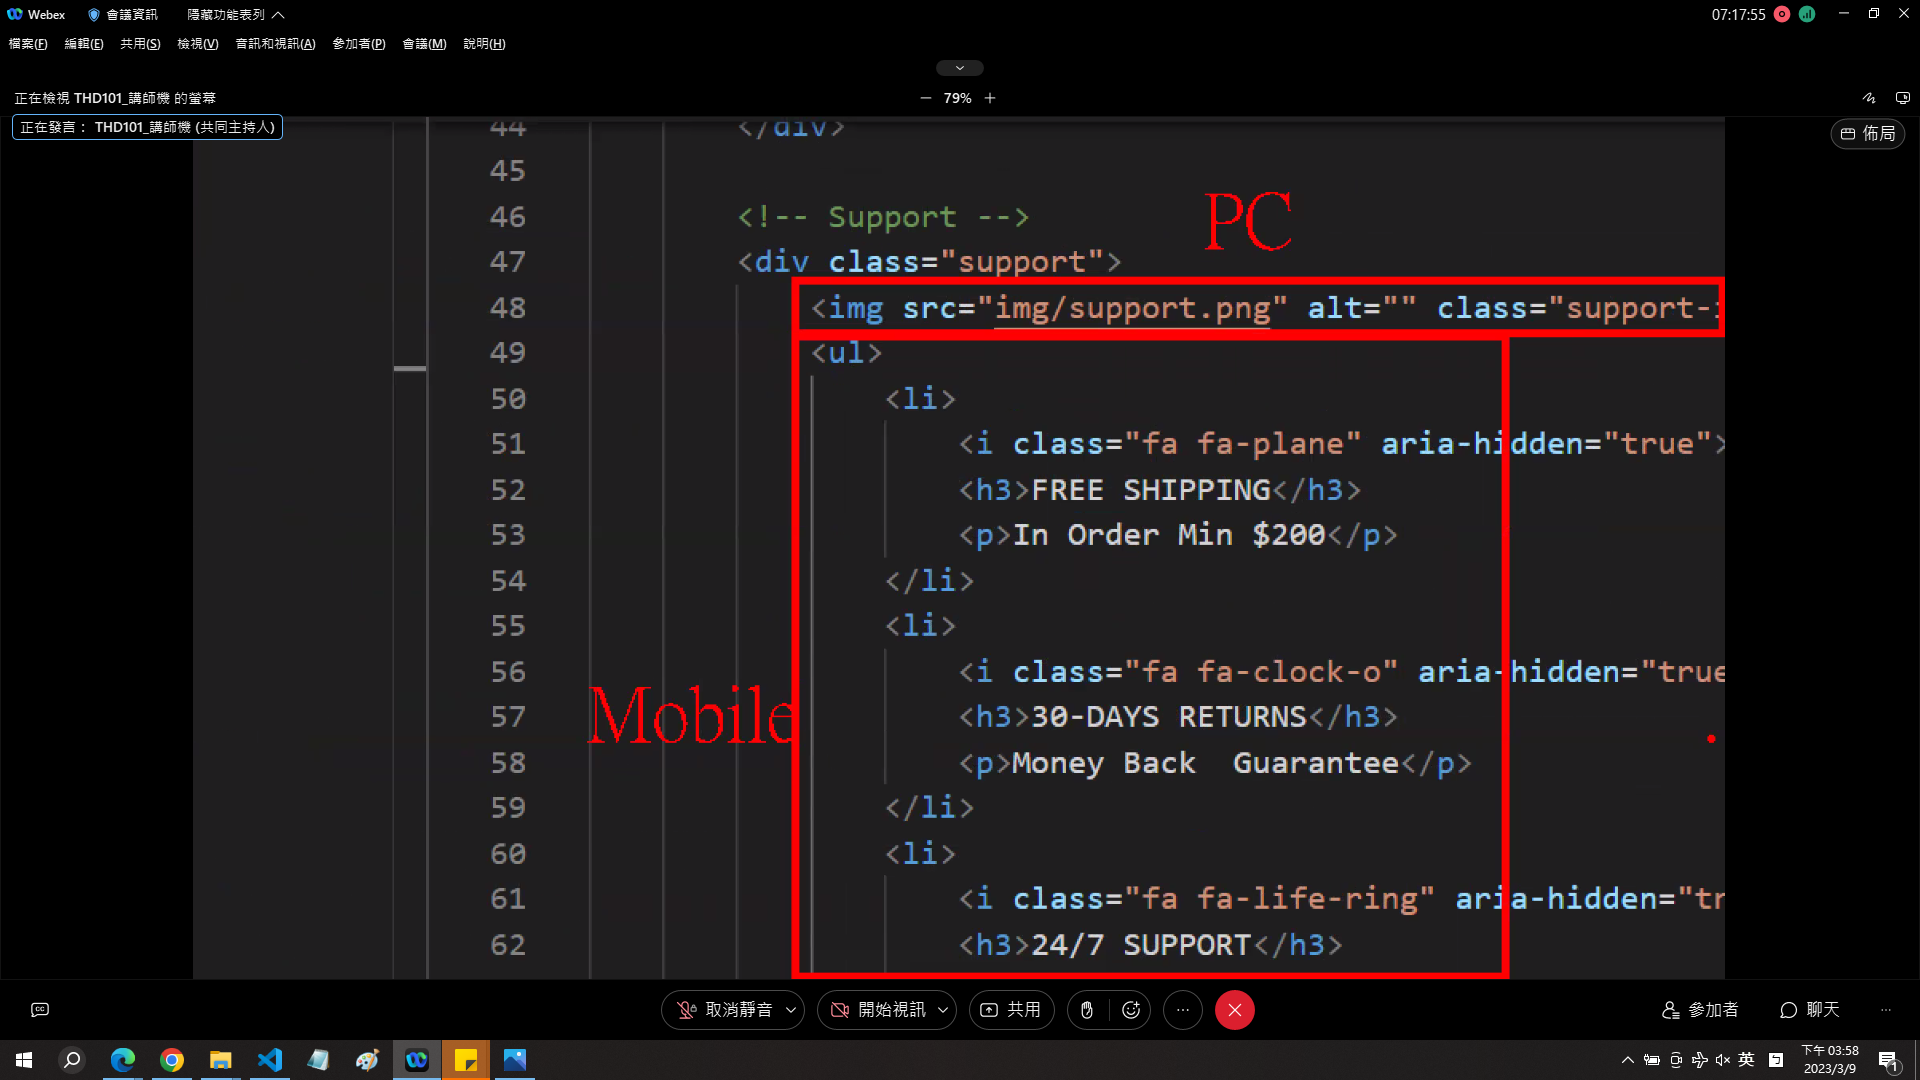 Webex 會議資訊 隱藏功能表列 07:17:55
檔案(F) 編輯(E) 共用(S) 檢視(V) 音訊和視訊(A) 參加者(P) 會議(M) 說明(H)
正在檢視 THD101_講師機 的螢幕 79%
正在發言： THD101_講師機 (共同主持人) 佈局
44 </div>
45
PC
46 <!-- Support -->
47 <div class="support">
48 <img src="img/support.png" alt="" class="support-i
49 <ul>
50 <li>
51 <i class="fa fa-plane" aria-hidden="true">
52 <h3>FREE SHIPPING</h3>
53 <p>In Order Min $200</p>
54 </li>
55 <li>
56 <i class="fa fa-clock-o" aria-hidden="true
Mobile
57 <h3>30-DAYS RETURNS</h3>
58 <p>Money Back  Guarantee</p>
59 </li>
60 <li>
61 <i class="fa fa-life-ring" aria-hidden="tr
62 <h3>24/7 SUPPORT</h3>
取消靜音 開始視訊 共用 參加者 聊天
英 下午 03:58
2023/3/9 1